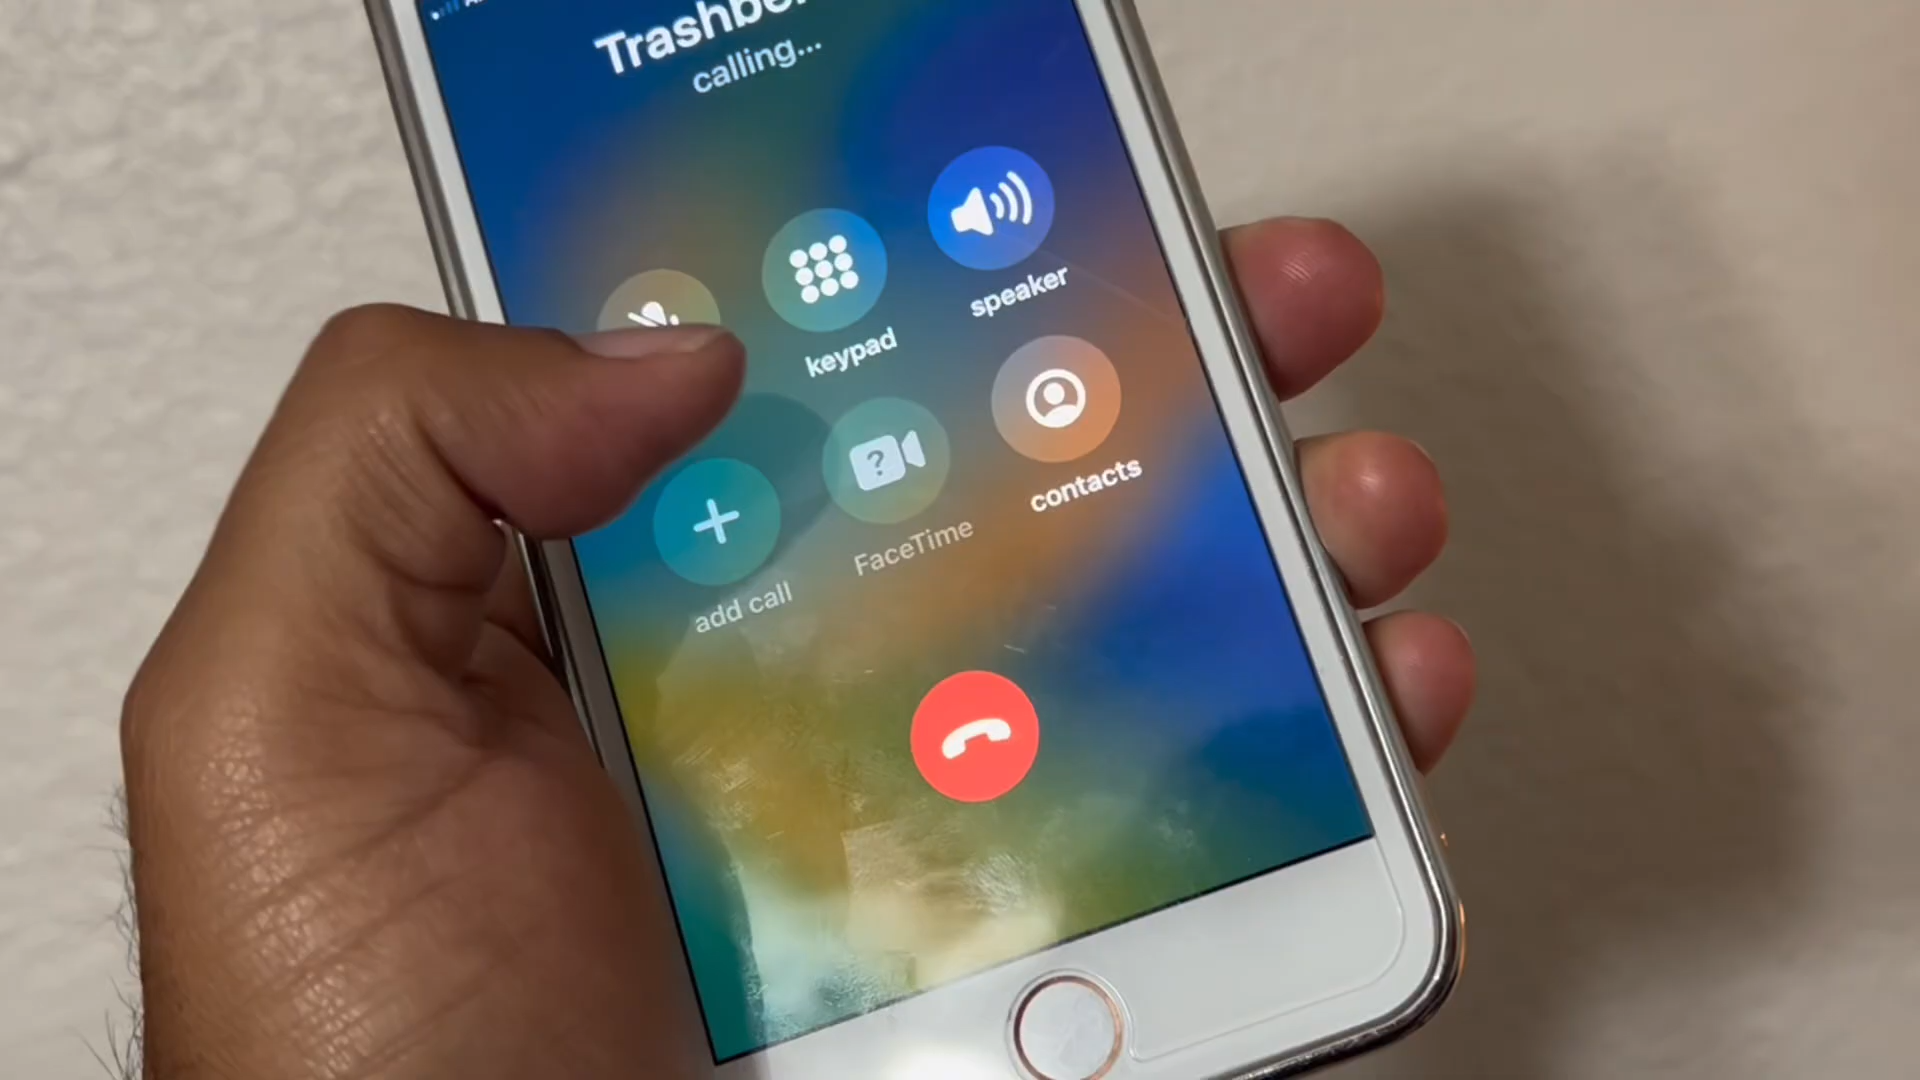 calling...
speaker
keypad
contacts
FaceTime
add call